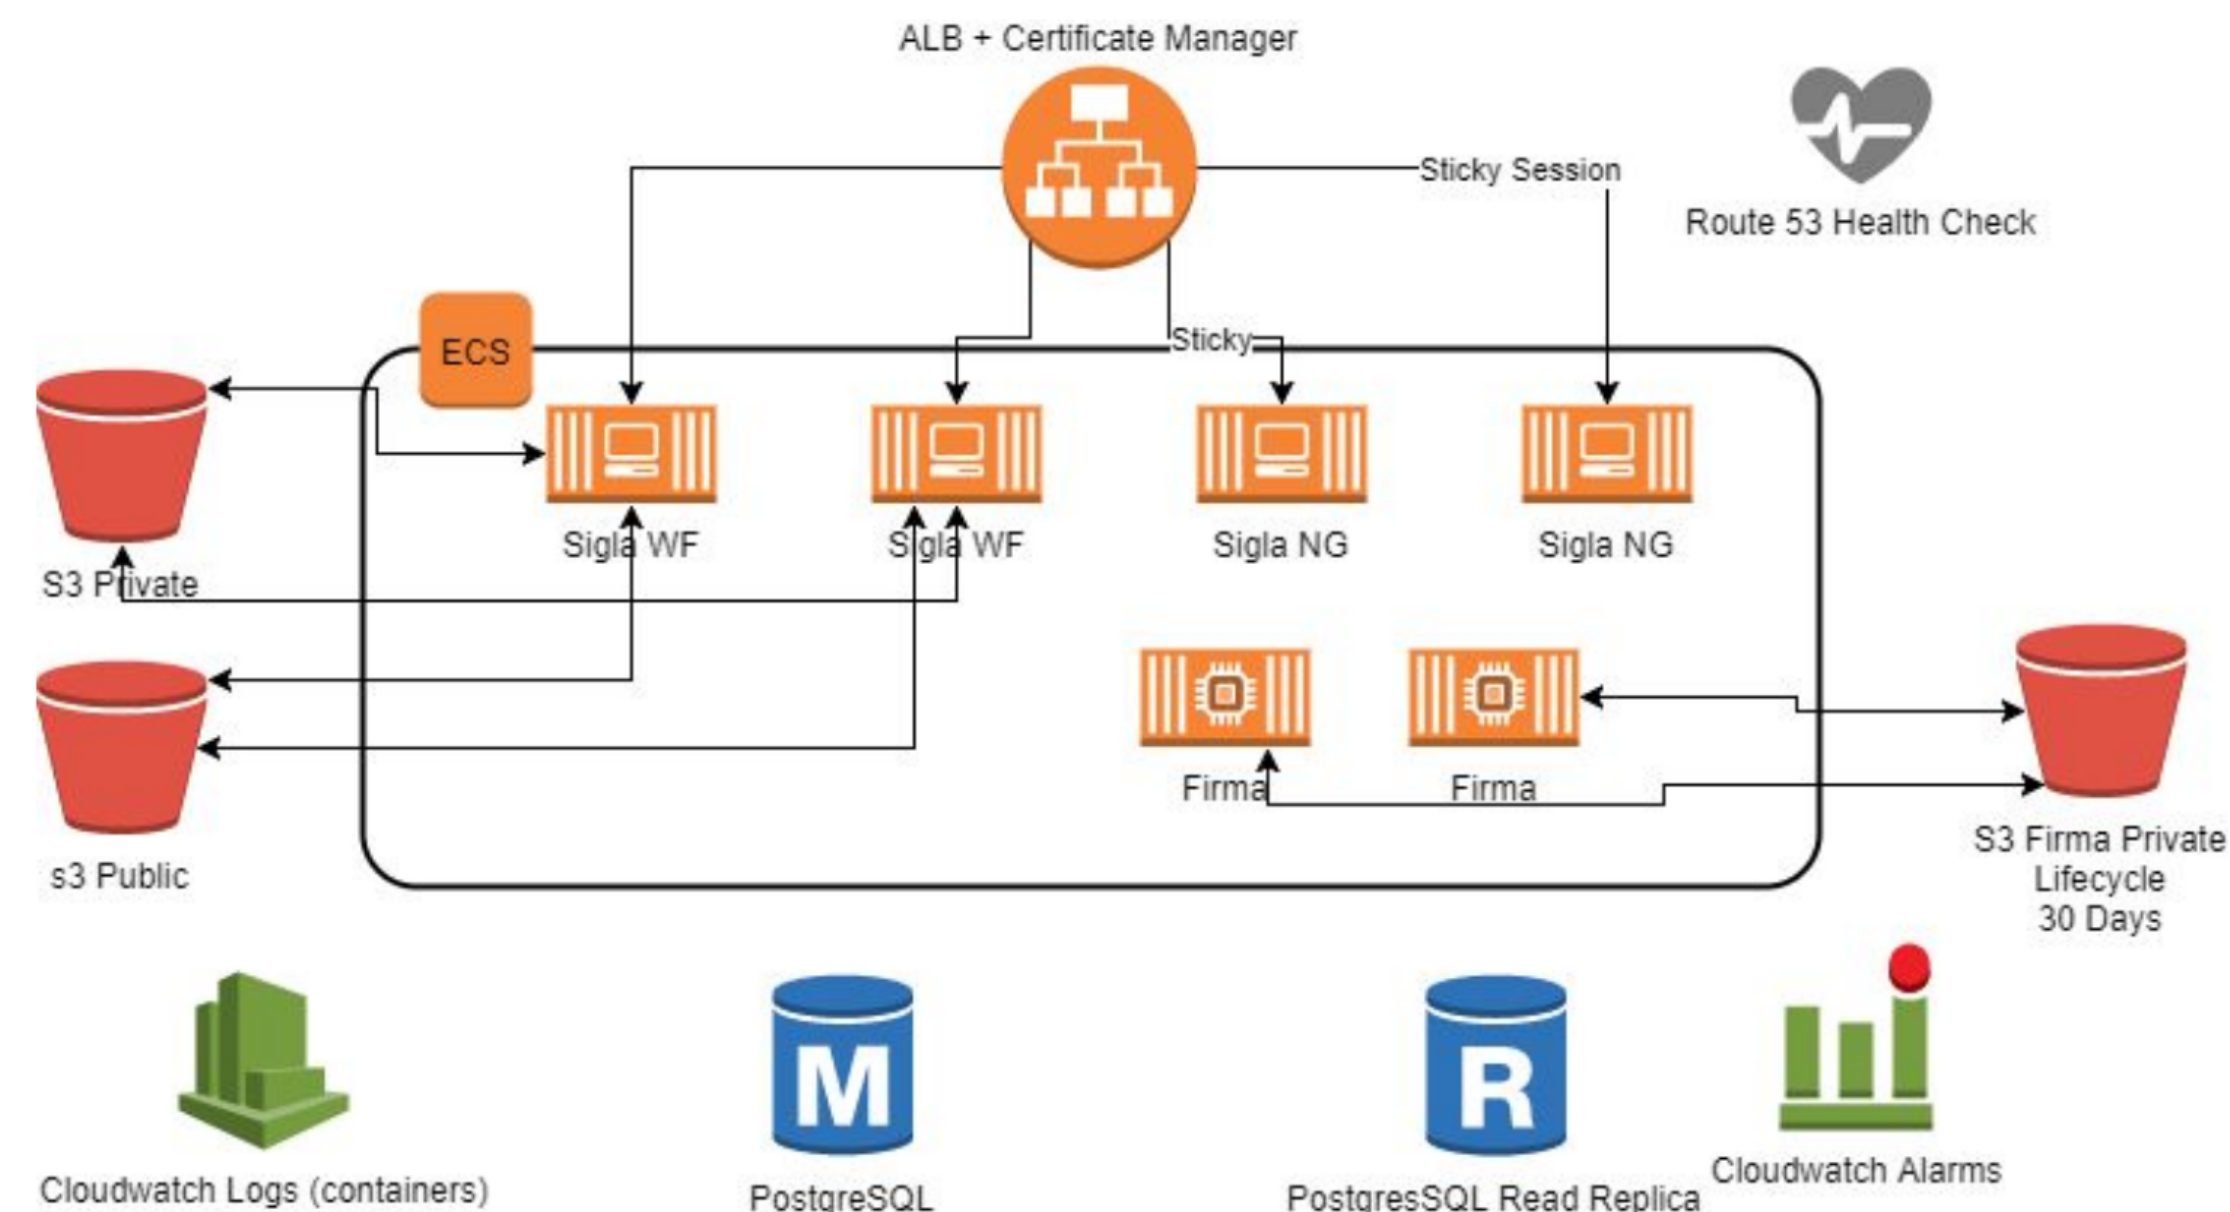 ALB + Certificate Manager
Sticky Session
Route 53 Health Check
Sticky
ECS
Sigla WF
Sigla WF
Sigla NG
Sigla NG
S3 Private
Firma
Firma
s3 Public
S3 Firma Private
Lifecycle
30 Days
M
R
Cloudwatch Logs (containers)
PostgreSQL
PostgresSQL Read Replica
Cloudwatch Alarms